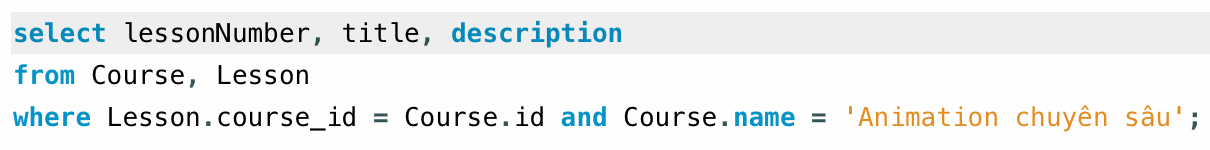 select lessonNumber, title, description
from Course, Lesson
where Lesson.course_id = Course.id and Course.name = 'Animation chuyên sâu';